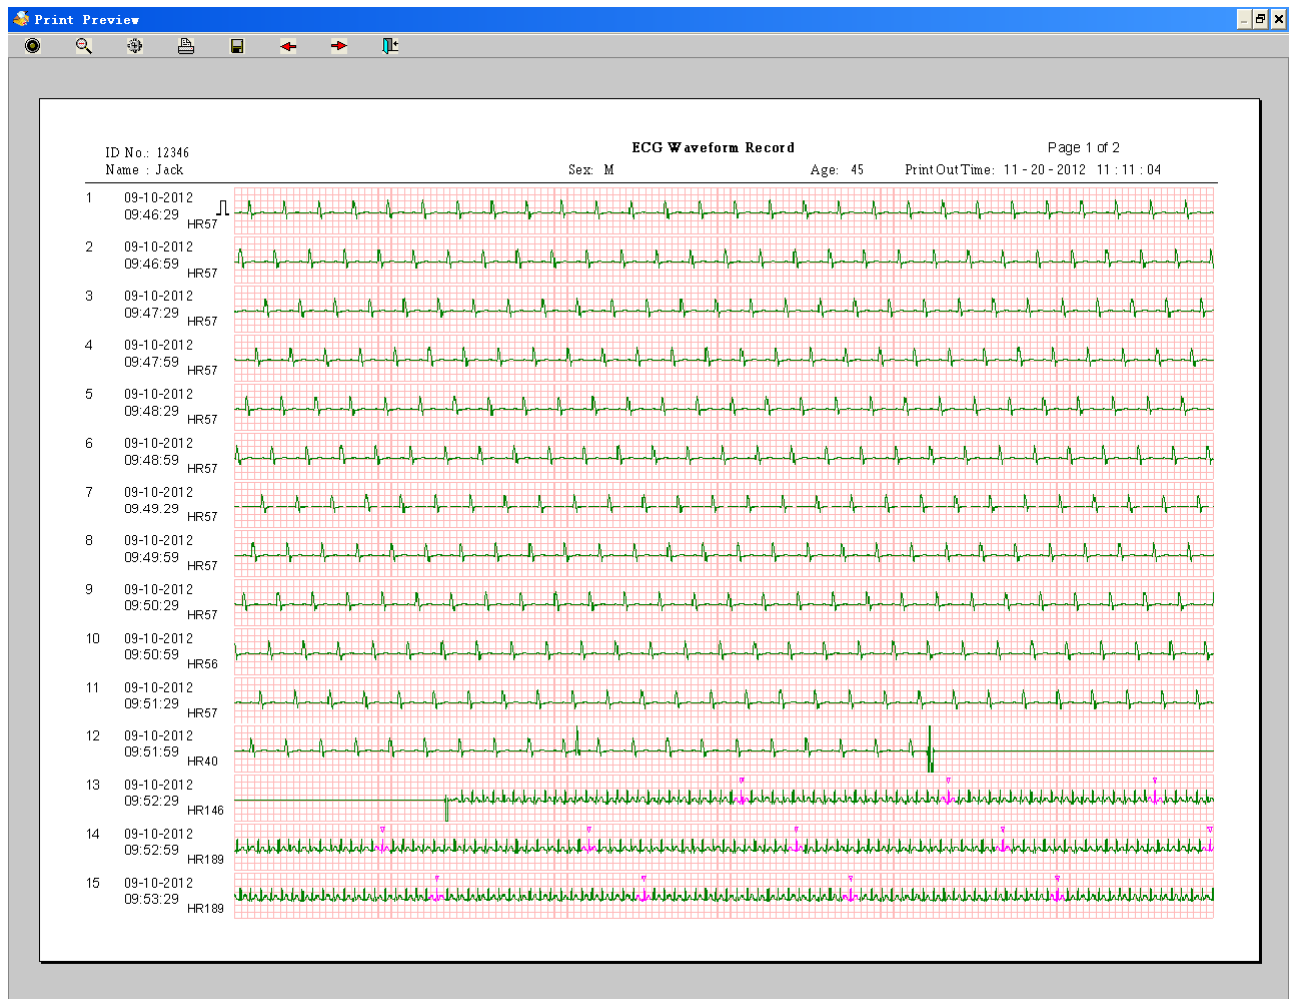 Print Preview
ECG Waveform Record
Page 1 of 2
ID No.: 12346
Name : Jack
Sex: M
Age: 45
Print Out Time: 11 - 20 - 2012 11 : 11 : 04
1 09-10-2012
09:46:29
HR57
2 09-10-2012
09:46:59
HR57
3 09-10-2012
09:47:29
HR57
4 09-10-2012
09:47:59
HR57
5 09-10-2012
09:48:29
HR57
6 09-10-2012
09:48:59
HR57
7 09-10-2012
09.49.29
HR57
8 09-10-2012
09:49:59
HR57
9 09-10-2012
09:50:29
HR57
10 09-10-2012
09:50:59
HR56
11 09-10-2012
09:51:29
HR57
12 09-10-2012
09:51:59
HR40
13 09-10-2012
09:52:29
HR146
14 09-10-2012
09:52:59
HR189
15 09-10-2012
09:53:29
HR189